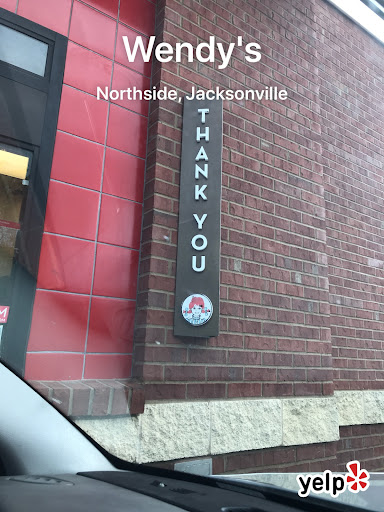 Wendy's
Northside, Jacksonville
THANK YOU
yelp